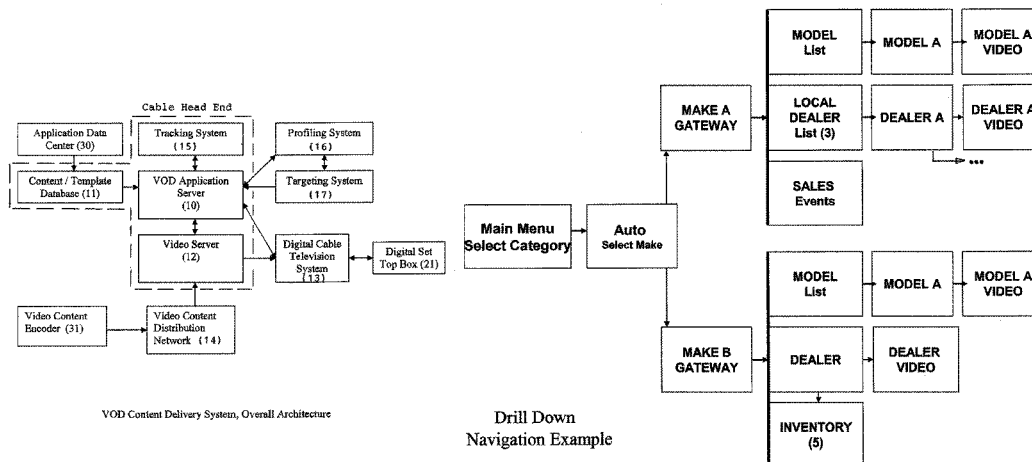 Cable Head End
Application Data
Center (30)
Tracking System
(15)
Profiling System
(16)
Content / Template
Database (11)
VOD Application
Server
(10)
Targeting System
(17)
Video Server
(12)
Digital Cable
Television
System
(13)
Digital Set
Top Box (21)
Video Content
Encoder (31)
Video Content
Distribution
Network (14)
VOD Content Delivery System, Overall Architecture
Main Menu
Select Category
Auto
Select Make
MAKE A
GATEWAY
MODEL
List
MODEL A
MODEL A
VIDEO
LOCAL
DEALER
List (3)
DEALER A
DEALER A
VIDEO
...
SALES
Events
MAKE B
GATEWAY
MODEL
List
MODEL A
MODEL A
VIDEO
DEALER
DEALER
VIDEO
INVENTORY
(5)
Drill Down
Navigation Example